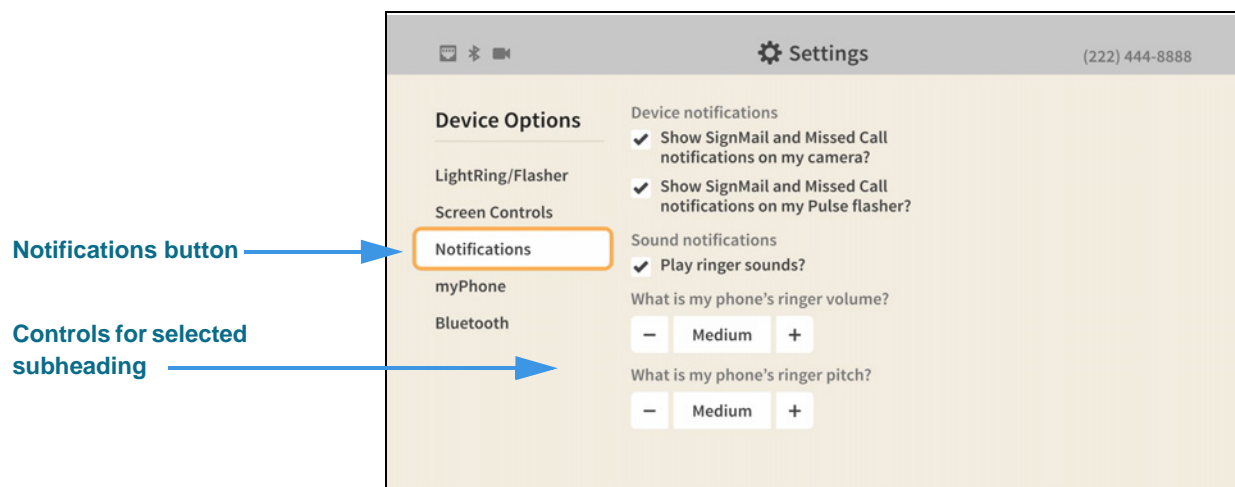 Settings
(222) 444-8888
Device Options
LightRing/Flasher
Screen Controls
Notifications
myPhone
Bluetooth
Device notifications
Show SignMail and Missed Call
notifications on my camera?
Show SignMail and Missed Call
notifications on my Pulse flasher?
Sound notifications
Play ringer sounds?
What is my phone's ringer volume?
− Medium +
What is my phone's ringer pitch?
− Medium +
Notifications button
Controls for selected
subheading